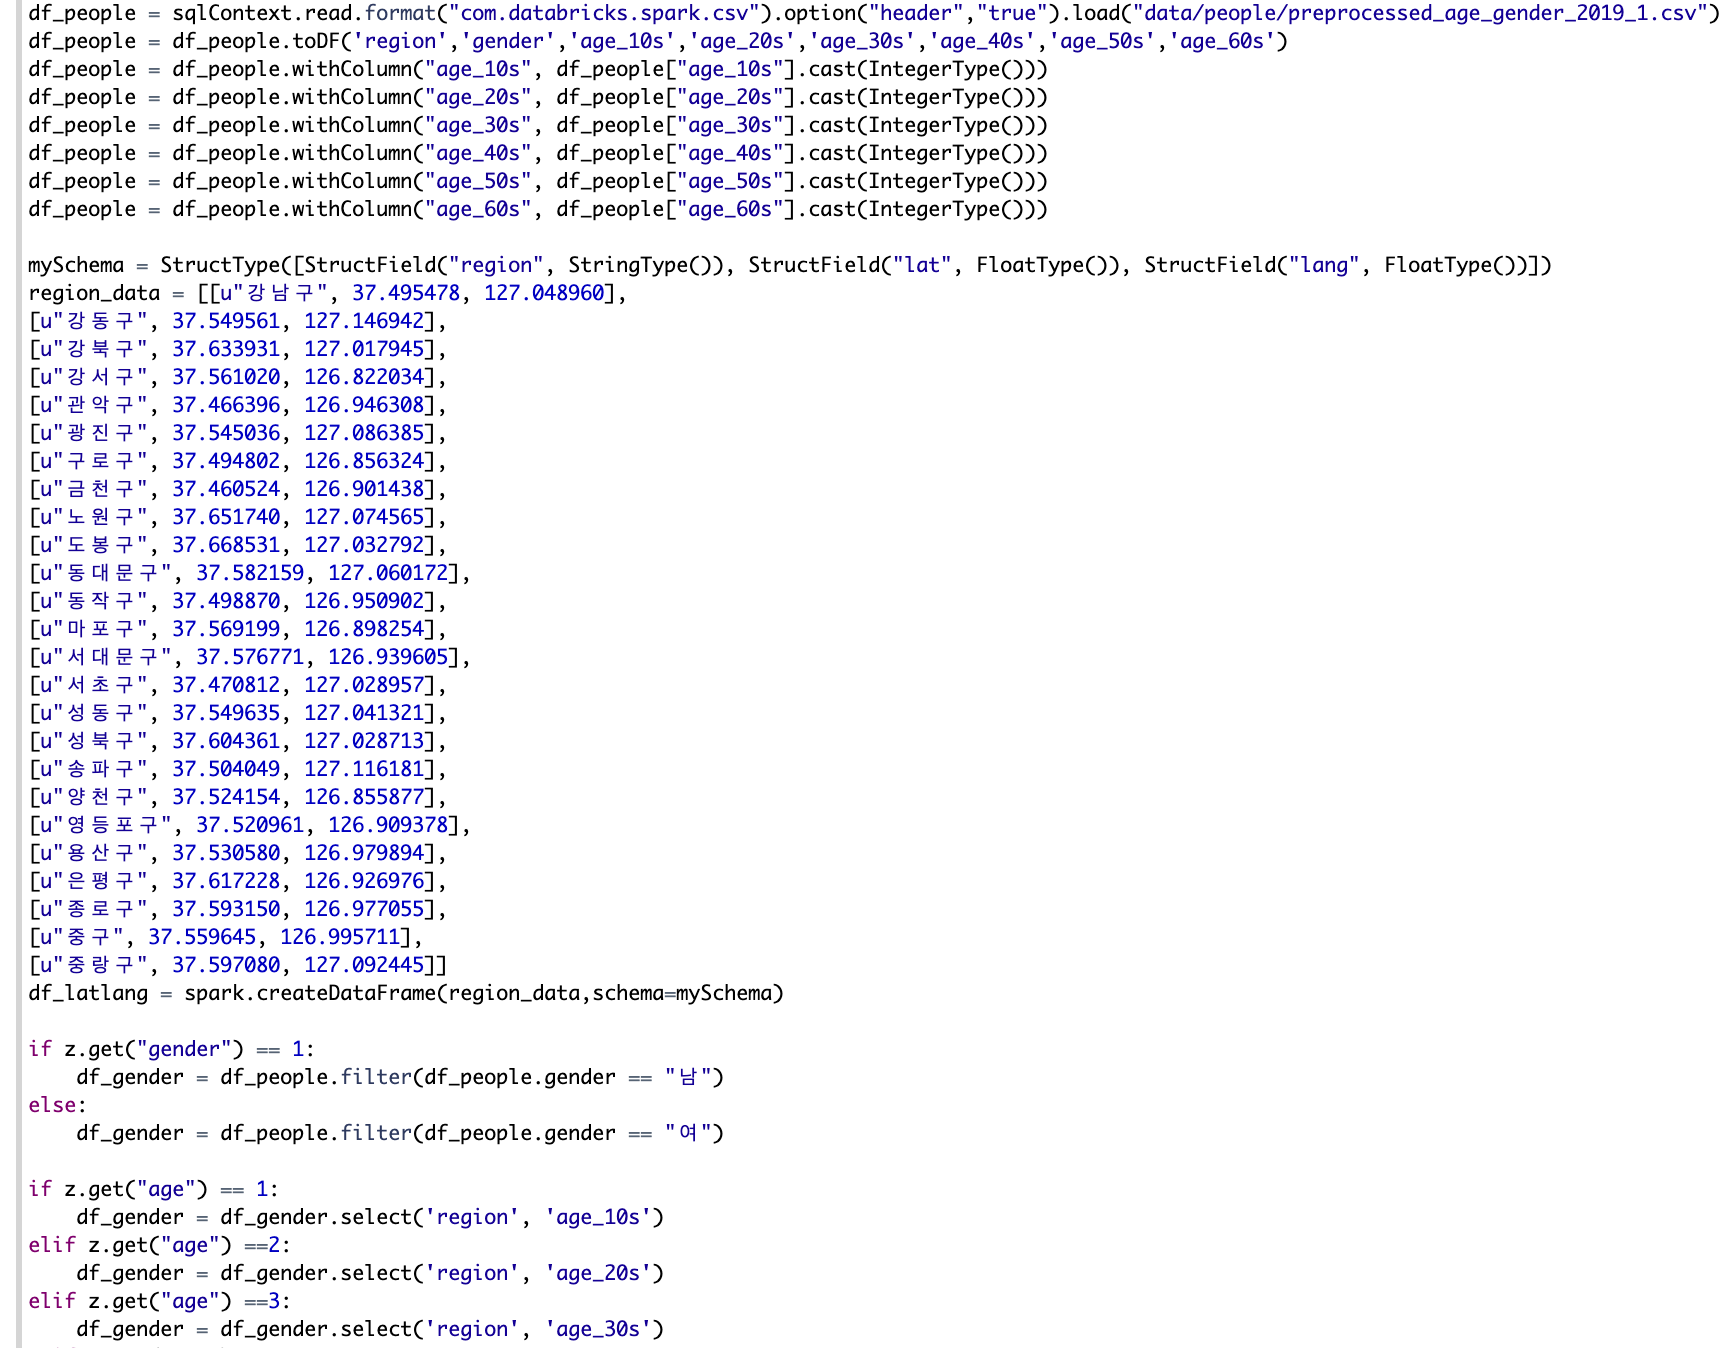 df_people = sqlContext.read.format("com.databricks.spark.csv").option("header","true").load("data/people/preprocessed_age_gender_2019_1.csv")
df_people = df_people.toDF('region','gender','age_10s','age_20s','age_30s','age_40s','age_50s','age_60s')
df_people = df_people.withColumn("age_10s", df_people["age_10s"].cast(IntegerType()))
df_people = df_people.withColumn("age_20s", df_people["age_20s"].cast(IntegerType()))
df_people = df_people.withColumn("age_30s", df_people["age_30s"].cast(IntegerType()))
df_people = df_people.withColumn("age_40s", df_people["age_40s"].cast(IntegerType()))
df_people = df_people.withColumn("age_50s", df_people["age_50s"].cast(IntegerType()))
df_people = df_people.withColumn("age_60s", df_people["age_60s"].cast(IntegerType()))
mySchema = StructType([StructField("region", StringType()), StructField("lat", FloatType()), StructField("lang", FloatType())])
region_data = [[u"강남구", 37.495478, 127.048960],
[u"강동구", 37.549561, 127.146942],
[u"강북구", 37.633931, 127.017945],
[u"강서구", 37.561020, 126.822034],
[u"관악구", 37.466396, 126.946308],
[u"광진구", 37.545036, 127.086385],
[u"구로구", 37.494802, 126.856324],
[u"금천구", 37.460524, 126.901438],
[u"노원구", 37.651740, 127.074565],
[u"도봉구", 37.668531, 127.032792],
[u"동대문구", 37.582159, 127.060172],
[u"동작구", 37.498870, 126.950902],
[u"마포구", 37.569199, 126.898254],
[u"서대문구", 37.576771, 126.939605],
[u"서초구", 37.470812, 127.028957],
[u"성동구", 37.549635, 127.041321],
[u"성북구", 37.604361, 127.028713],
[u"송파구", 37.504049, 127.116181],
[u"양천구", 37.524154, 126.855877],
[u"영등포구", 37.520961, 126.909378],
[u"용산구", 37.530580, 126.979894],
[u"은평구", 37.617228, 126.926976],
[u"종로구", 37.593150, 126.977055],
[u"중구", 37.559645, 126.995711],
[u"중랑구", 37.597080, 127.092445]]
df_latlang = spark.createDataFrame(region_data,schema=mySchema)
if z.get("gender") == 1:
    df_gender = df_people.filter(df_people.gender == "남")
else:
    df_gender = df_people.filter(df_people.gender == "여")
if z.get("age") == 1:
    df_gender = df_gender.select('region', 'age_10s')
elif z.get("age") ==2:
    df_gender = df_gender.select('region', 'age_20s')
elif z.get("age") ==3:
    df_gender = df_gender.select('region', 'age_30s')